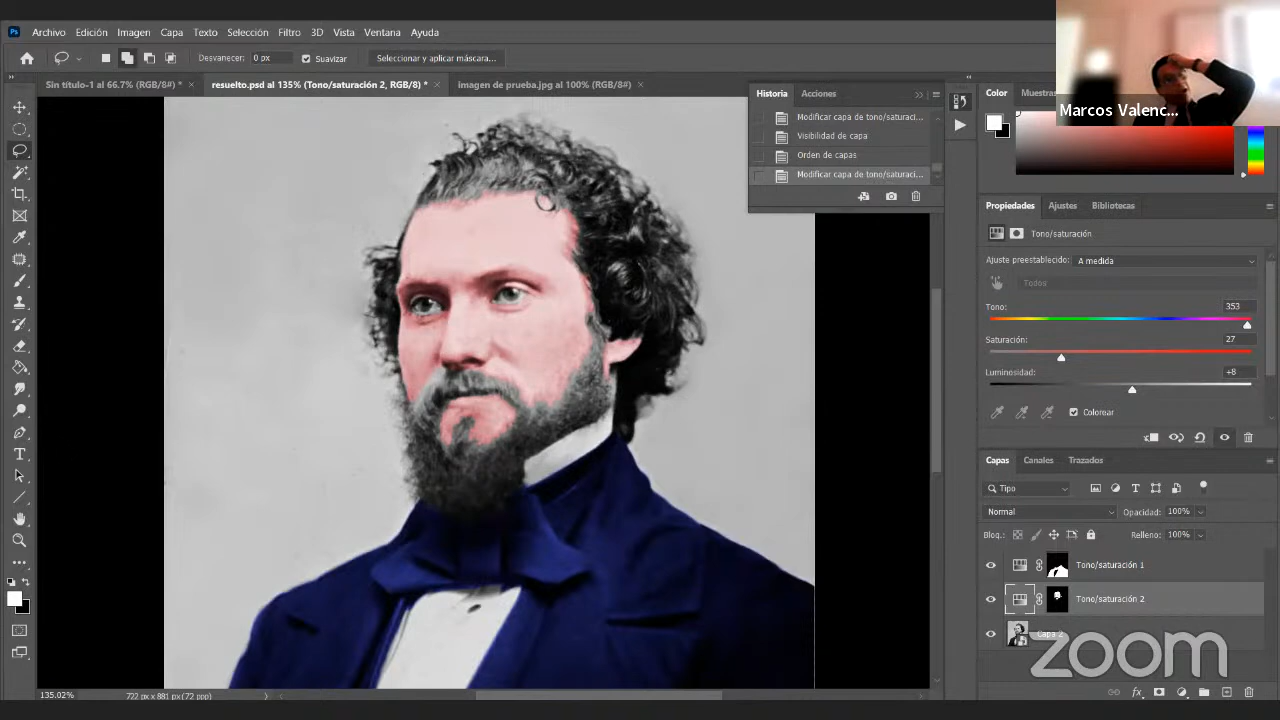 Ps Archivo Edición Imagen Capa Texto Selección Filtro 3D Vista Ventana Ayuda
Desvanecer: 0 px Suavizar Seleccionar y aplicar máscara...
Sin título-1 al 66.7% (RGB/8#) * × resuelto.psd al 135% (Tono/saturación 2, RGB/8) * × imagen de prueba.jpg al 100% (RGB/8#) ×
Historia Acciones
Modificar capa de tono/saturaci...
Visibilidad de capa
Orden de capas
Modificar capa de tono/saturaci...
Marcos Valenc...
Color Muestras
Propiedades Ajustes Bibliotecas
Tono/saturación
Ajuste preestablecido: A medida
Todos
Tono: 353
Saturación: 27
Luminosidad: +8
Colorear
Capas Canales Trazados
Tipo
Normal Opacidad: 100%
Bloq.: Relleno: 100%
Tono/saturación 1
Tono/saturación 2
Capa 2
zoom
135.02% 722 px x 881 px (72 ppp)